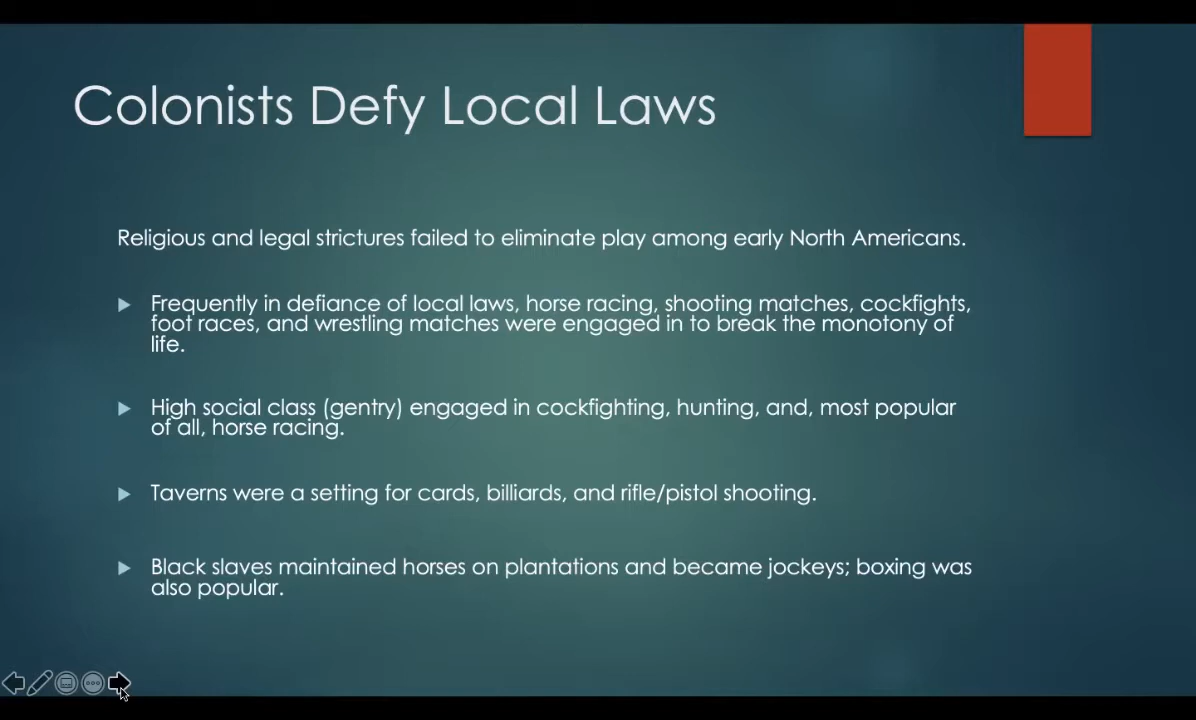 Colonists Defy Local Laws
Religious and legal strictures failed to eliminate play among early North Americans.
Frequently in defiance of local laws, horse racing, shooting matches, cockfights,
foot races, and wrestling matches were engaged in to break the monotony of
life.
High social class (gentry) engaged in cockfighting, hunting, and, most popular
of all, horse racing.
Taverns were a setting for cards, billiards, and rifle/pistol shooting.
Black slaves maintained horses on plantations and became jockeys; boxing was
also popular.